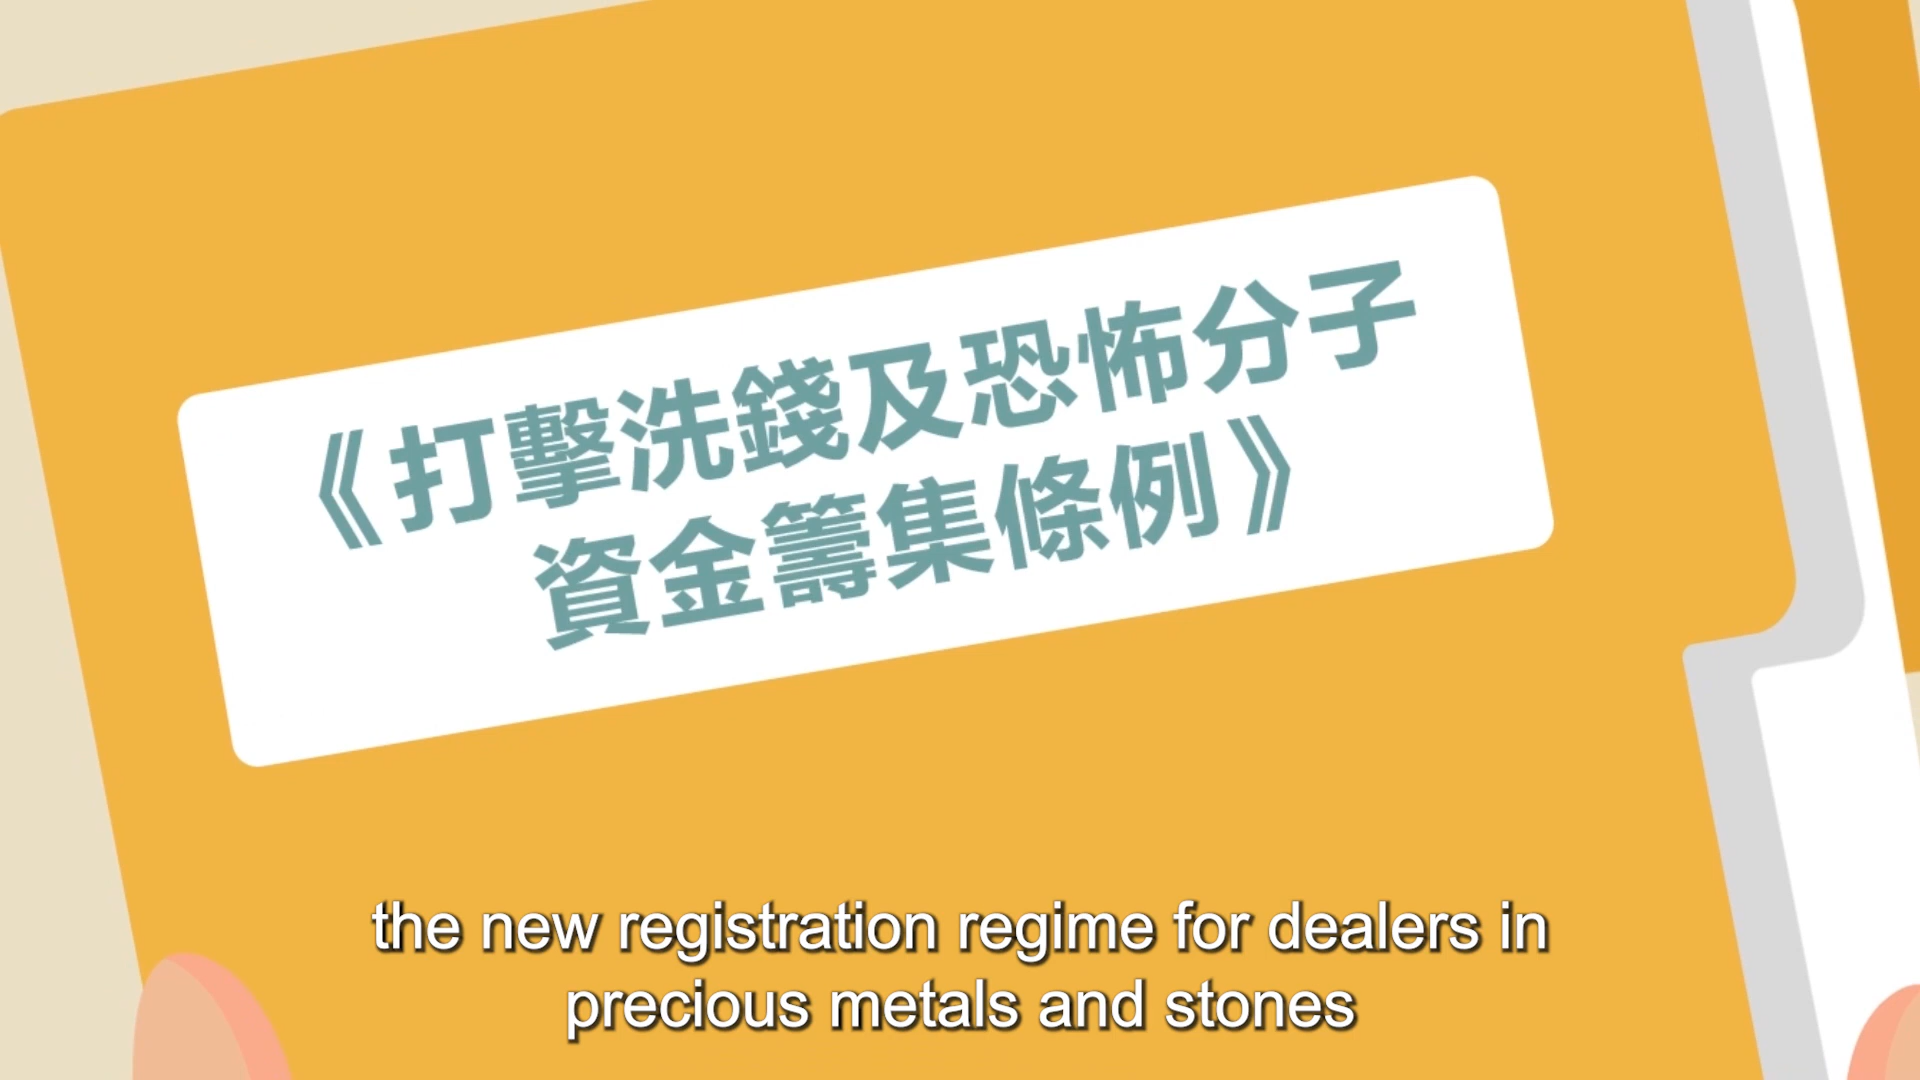 《打擊洗錢及恐怖分子
資金籌集條例》
the new registration regime for dealers in
precious metals and stones